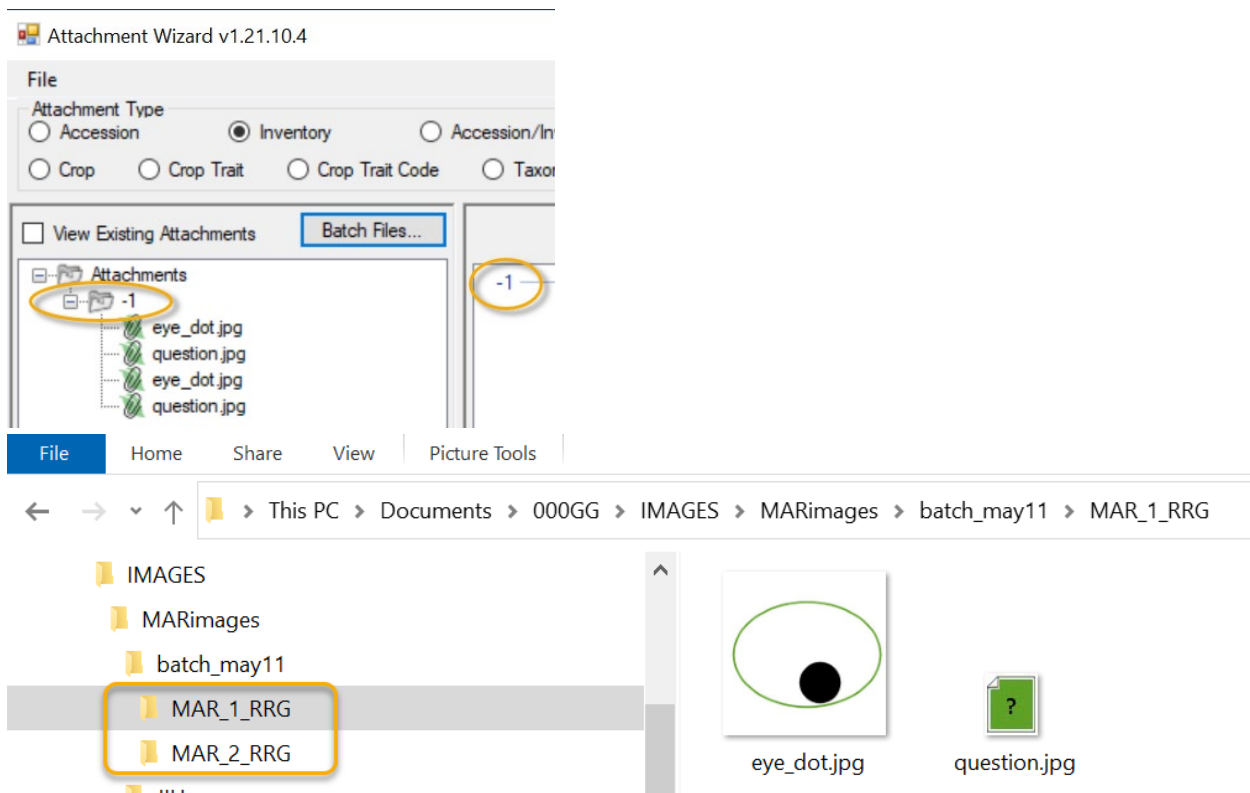 Attachment Wizard v1.21.10.4
File
Attachment Type
Accession Inventory Accession/In
Crop Crop Trait Crop Trait Code Taxon
View Existing Attachments Batch Files...
Attachments
-1 -1
eye_dot.jpg
question.jpg
eye_dot.jpg
question.jpg
File Home Share View Picture Tools
This PC > Documents > 000GG > IMAGES > MARimages > batch_may11 > MAR_1_RRG
IMAGES
MARimages
batch_may11
MAR_1_RRG
MAR_2_RRG
?
eye_dot.jpg question.jpg